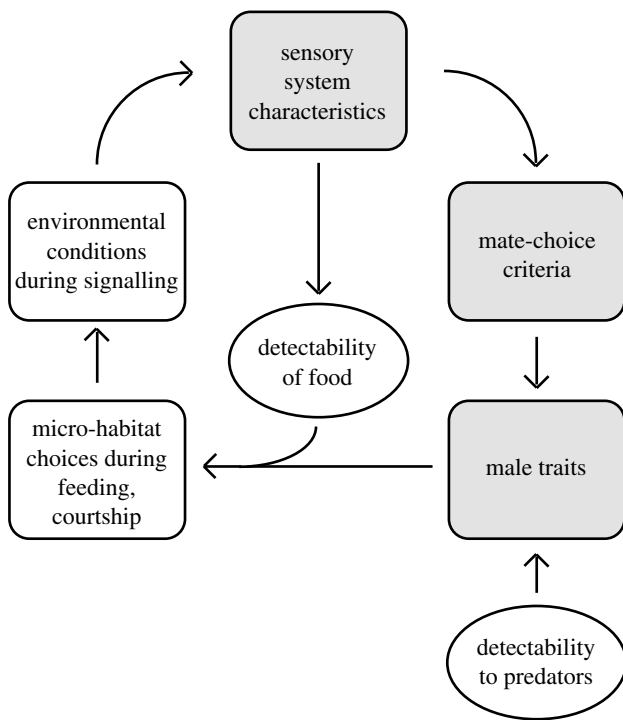 sensory
system
characteristics
environmental
conditions
during signalling
mate-choice
criteria
detectability
of food
micro-habitat
choices during
feeding,
courtship
male traits
detectability
to predators